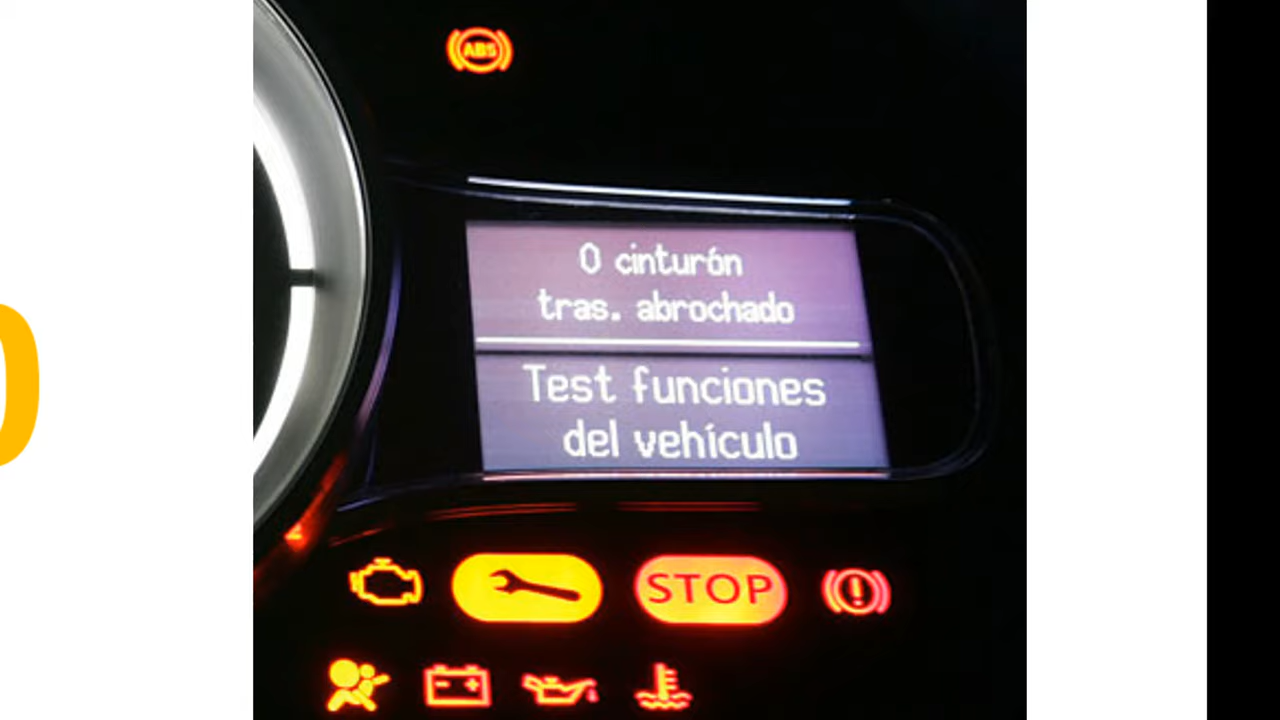 ABS
0 cinturón
tras. abrochado
Test funciones
del vehículo
STOP